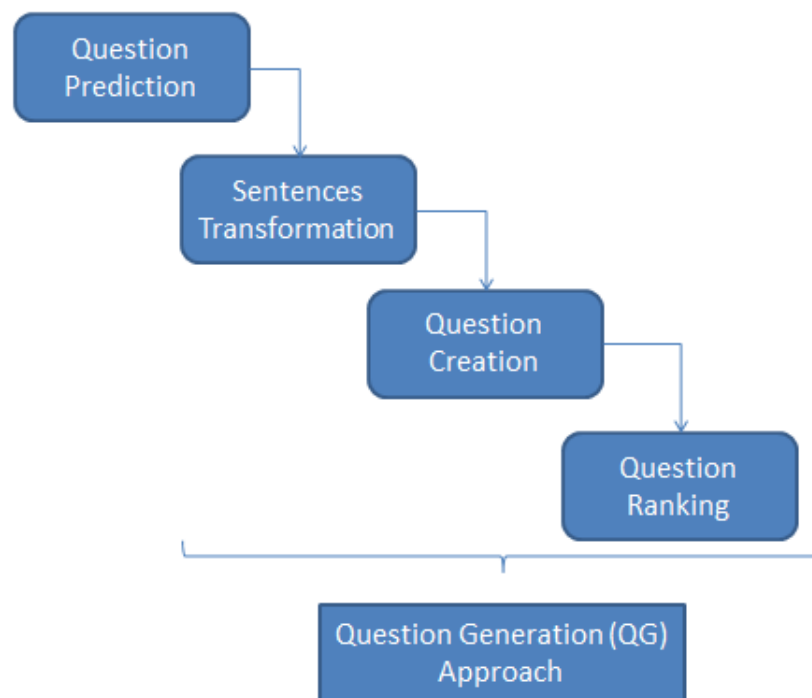 Question
Prediction
Sentences
Transformation
Question
Creation
Question
Ranking
Question Generation (QG)
Approach